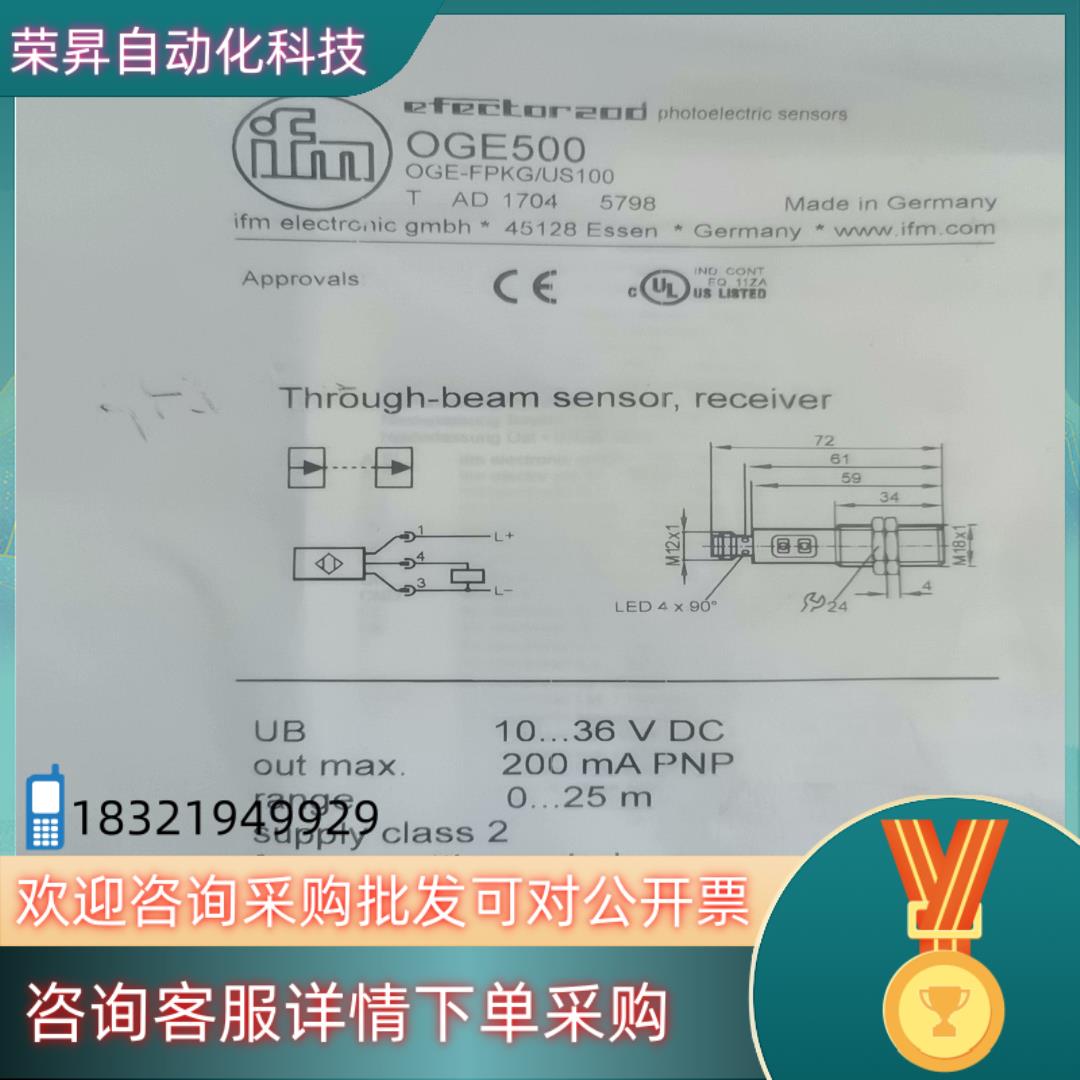 荣昇自动化科技
ifm
efector200 photoelectric sensors
OGE500
OGE-FPKG/US100
T AD 1704 5798 Made in Germany
ifm electronic gmbh * 45128 Essen * Germany * www.ifm.com
Approvals
CE
c UL US LISTED
IND CONT
EQ 11ZA
Through-beam sensor, receiver
72
61
59
34
M12x1
M18x1
1
L+
4
3
L-
LED 4 x 90°
24
4
UB 10...36 V DC
out max. 200 mA PNP
range 0...25 m
supply class 2
18321949929
欢迎咨询采购批发可对公开票
咨询客服详情下单采购